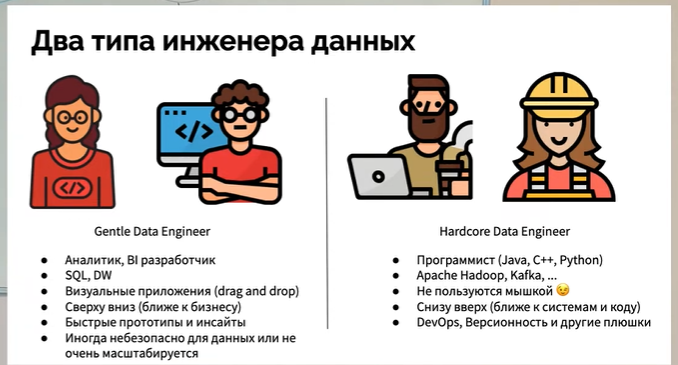 Два типа инженера данных
</>
</>
Gentle Data Engineer
• Аналитик, BI разработчик
• SQL, DW
• Визуальные приложения (drag and drop)
• Сверху вниз (ближе к бизнесу)
• Быстрые прототипы и инсайты
• Иногда небезопасно для данных или не
очень масштабируется
Hardcore Data Engineer
• Программист (Java, C++, Python)
• Apache Hadoop, Kafka, ...
• Не пользуются мышкой 😉
• Снизу вверх (ближе к системам и коду)
• DevOps, Версионность и другие плюшки